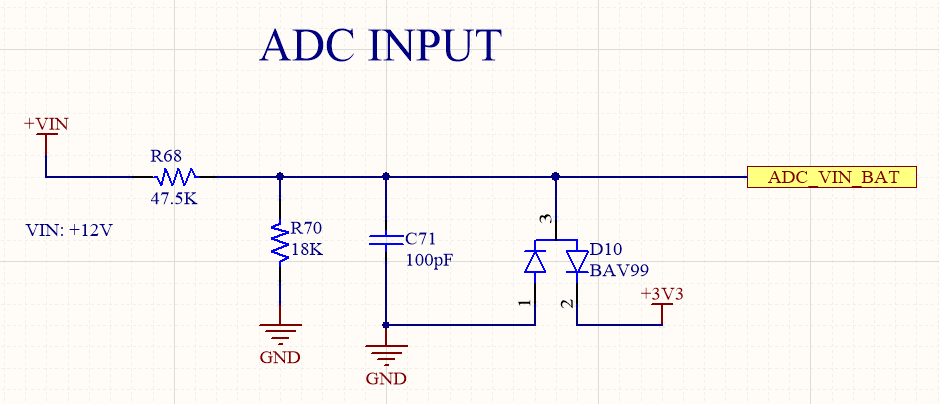 ADC INPUT
+VIN
R68
47.5K
ADC_VIN_BAT
VIN: +12V
R70
18K
C71
100pF
3
D10
BAV99
1
2
+3V3
GND
GND